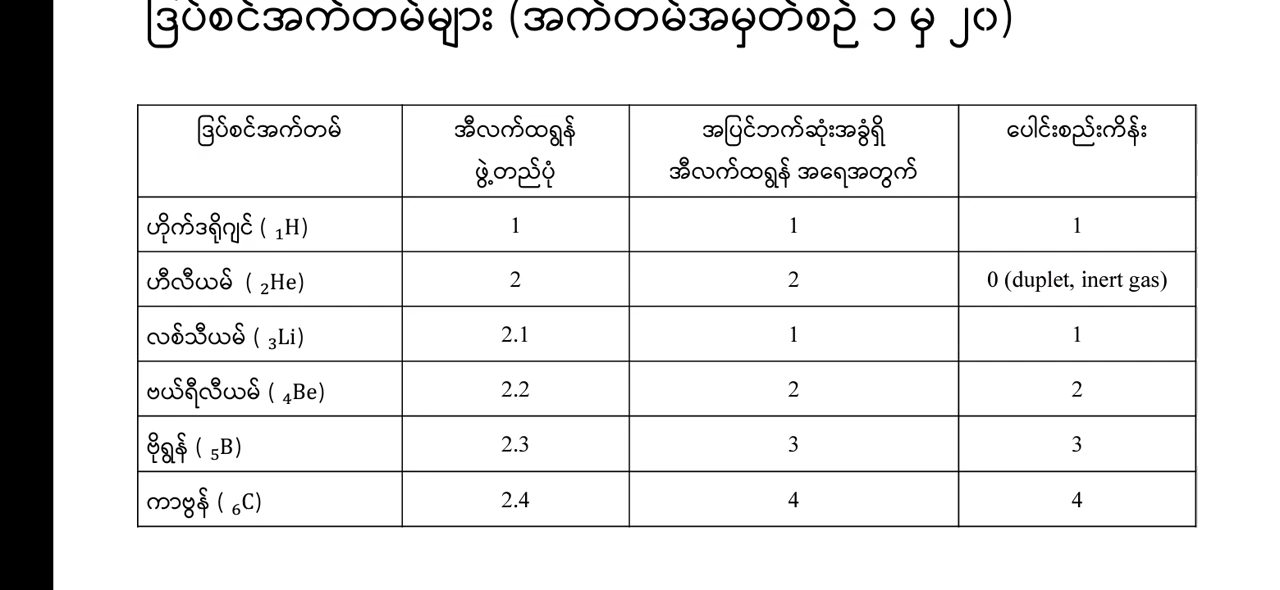 ဒြပ်စင်အက်တမ်များ (အက်တမ်အမှတ်စဉ် ၁ မှ ၂၀)
ဒြပ်စင်အက်တမ် အီလက်ထရွန် အပြင်ဘက်ဆုံးအခွံရှိ ပေါင်းစည်းကိန်း
ဖွဲ့တည်ပုံ အီလက်ထရွန် အရေအတွက်
ဟိုက်ဒရိုဂျင် ( ₁H) 1 1 1
ဟီလီယမ် ( ₂He) 2 2 0 (duplet, inert gas)
လစ်သီယမ် ( ₃Li) 2.1 1 1
ဗယ်ရီလီယမ် ( ₄Be) 2.2 2 2
ဗိုရွန် ( ₅B) 2.3 3 3
ကာဗွန် ( ₆C) 2.4 4 4